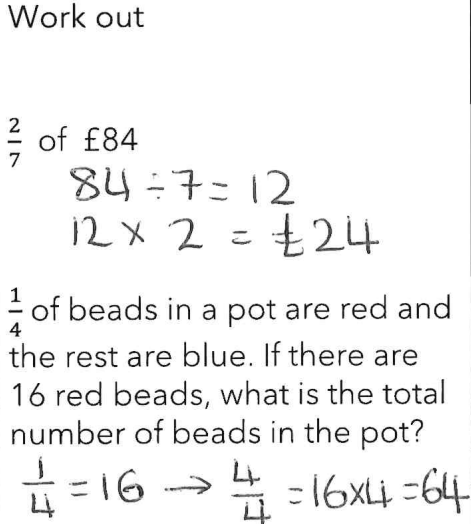 Work out
2/7 of £84
84 ÷ 7 = 12
12 × 2 = £24
1/4 of beads in a pot are red and
the rest are blue. If there are
16 red beads, what is the total
number of beads in the pot?
1/4 = 16 → 4/4 = 16×4 = 64